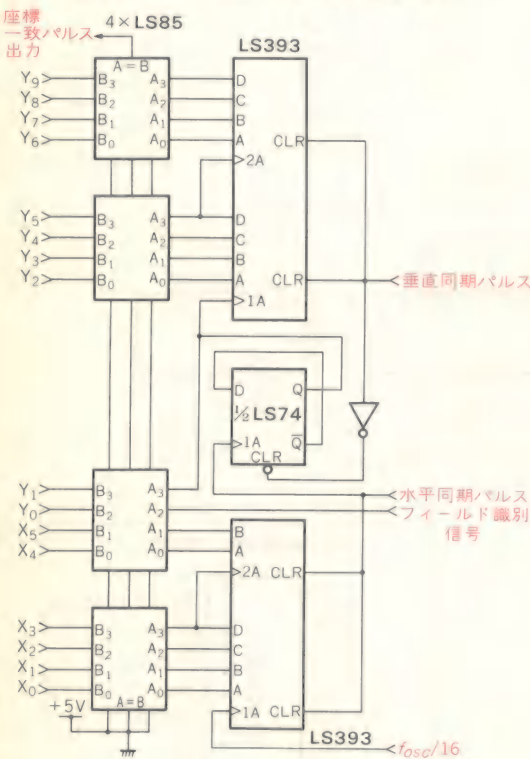 座標
一致パルス
出力
4×LS85
A=B
LS393
Y9 B3 A3 D
Y8 B2 A2 C CLR
Y7 B1 A1 B
Y6 B0 A0 A
2A
Y5 B3 A3 D
Y4 B2 A2 C
Y3 B1 A1 B CLR 垂直同期パルス
Y2 B0 A0 A
1A
D Q
½LS74
1A Q̅
CLR
Y1 B3 A3 水平同期パルス
Y0 B2 A2 フィールド識別
信号
X5 B1 A1 B
X4 B0 A0 A
2A CLR
X3 B3 A3 D
X2 B2 A2 C
X1 B1 A1 B
X0 B0 A0 A
A=B
+5V
1A CLR
LS393
fosc/16